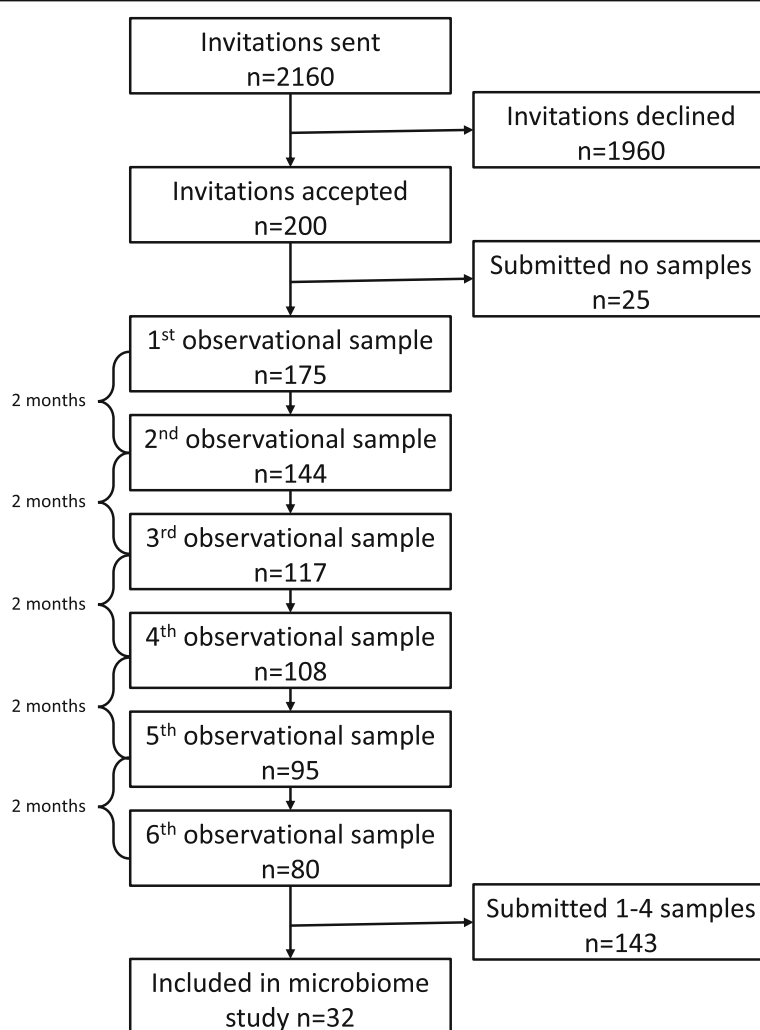 Invitations sent
n=2160
Invitations declined
n=1960
Invitations accepted
n=200
Submitted no samples
n=25
1st observational sample
n=175
2 months
2nd observational sample
n=144
2 months
3rd observational sample
n=117
2 months
4th observational sample
n=108
2 months
5th observational sample
n=95
2 months
6th observational sample
n=80
Submitted 1-4 samples
n=143
Included in microbiome
study n=32